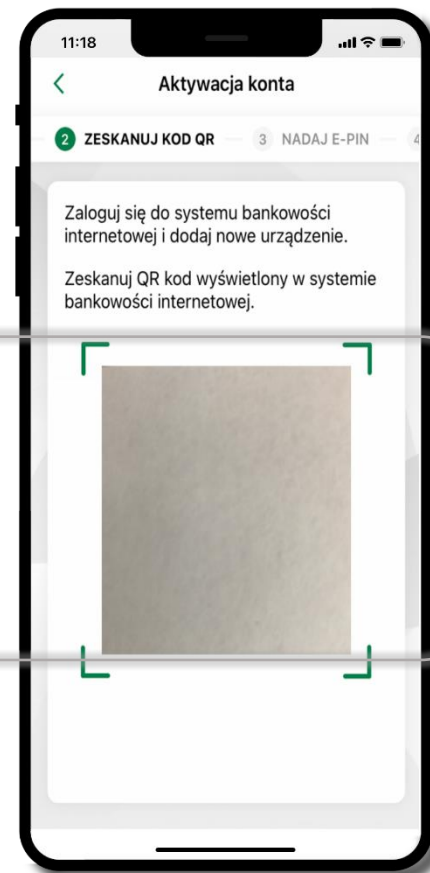 11:18
Aktywacja konta
2 ZESKANUJ KOD QR 3 NADAJ E-PIN 4
Zaloguj się do systemu bankowości
internetowej i dodaj nowe urządzenie.
Zeskanuj QR kod wyświetlony w systemie
bankowości internetowej.